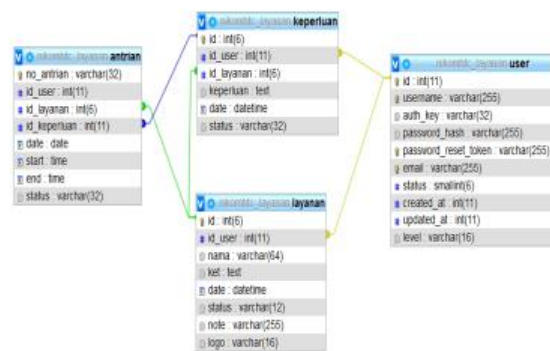 antrian
no_antrian : varchar(32)
id_user : int(11)
id_layanan : int(6)
id_keperluan : int(11)
date : date
start : time
end : time
status : varchar(32)
keperluan
id : int(6)
id_user : int(11)
id_layanan : int(6)
keperluan : text
date : datetime
status : varchar(32)
layanan
id : int(6)
id_user : int(11)
nama : varchar(64)
ket : text
date : datetime
status : varchar(12)
note : varchar(255)
logo : varchar(16)
user
id : int(11)
username : varchar(255)
auth_key : varchar(32)
password_hash : varchar(255)
password_reset_token : varchar(255)
email : varchar(255)
status : smallint(6)
created_at : int(11)
updated_at : int(11)
level : varchar(16)